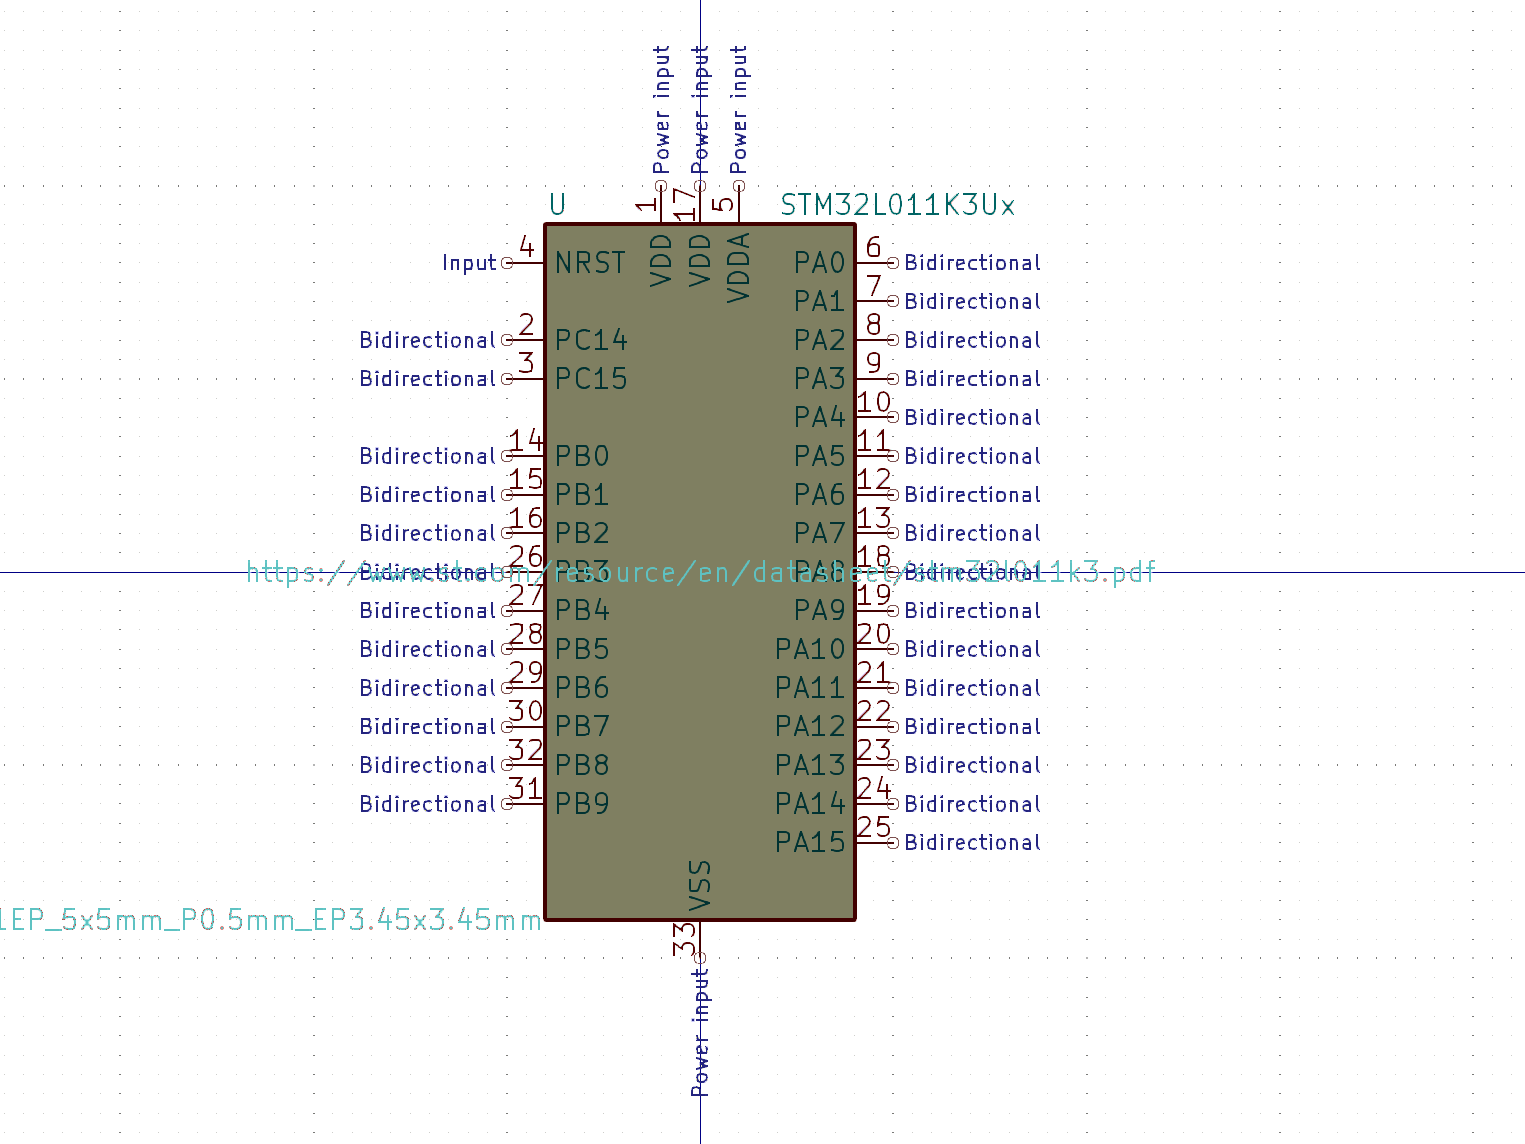 Power input
Power input
Power input
U
1
17
5
STM32L011K3Ux
VDD
VDD
VDDA
Input 4 NRST
Bidirectional 2 PC14
Bidirectional 3 PC15
Bidirectional 14 PB0
Bidirectional 15 PB1
Bidirectional 16 PB2
Bidirectional 26 PB3
Bidirectional 27 PB4
Bidirectional 28 PB5
Bidirectional 29 PB6
Bidirectional 30 PB7
Bidirectional 32 PB8
Bidirectional 31 PB9
PA0 6 Bidirectional
PA1 7 Bidirectional
PA2 8 Bidirectional
PA3 9 Bidirectional
PA4 10 Bidirectional
PA5 11 Bidirectional
PA6 12 Bidirectional
PA7 13 Bidirectional
PA8 18 Bidirectional
PA9 19 Bidirectional
PA10 20 Bidirectional
PA11 21 Bidirectional
PA12 22 Bidirectional
PA13 23 Bidirectional
PA14 24 Bidirectional
PA15 25 Bidirectional
https://www.st.com/resource/en/datasheet/stm32l011k3.pdf
VSS
1EP_5x5mm_P0.5mm_EP3.45x3.45mm
33
Power input